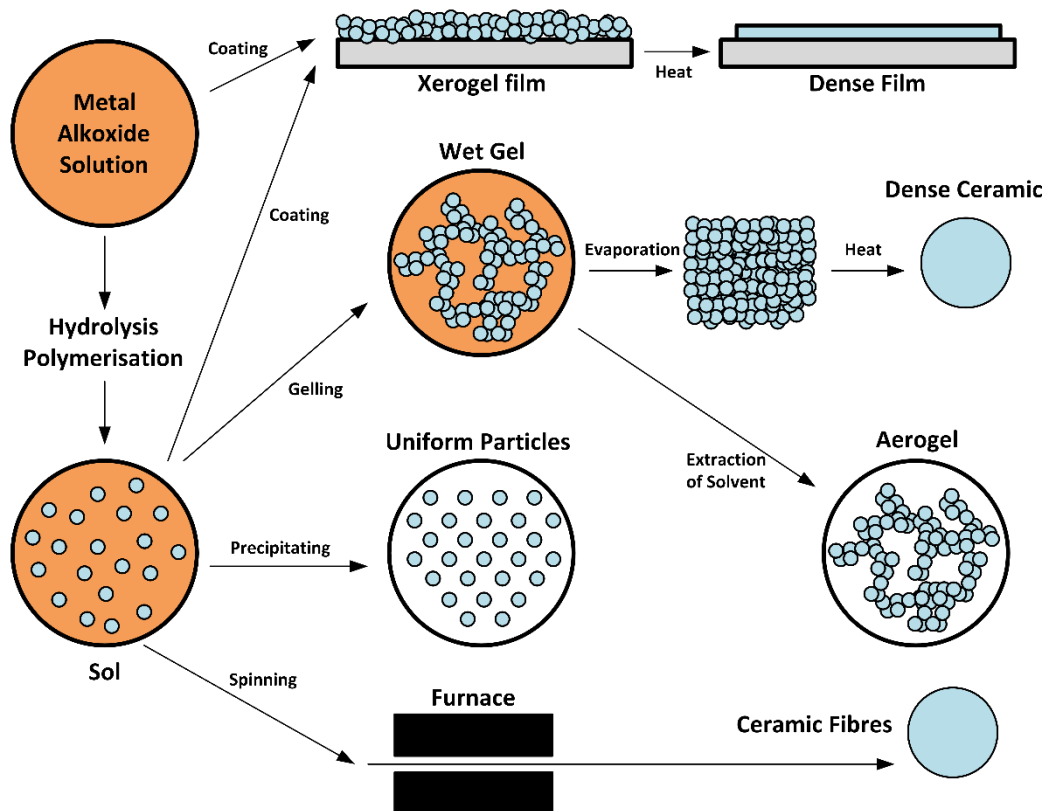 Coating
Metal
Alkoxide
Solution
Xerogel film
Heat
Dense Film
Wet Gel
Dense Ceramic
Coating
Evaporation
Heat
Hydrolysis
Polymerisation
Gelling
Uniform Particles
Aerogel
Extraction
of Solvent
Precipitating
Sol
Spinning
Furnace
Ceramic Fibres